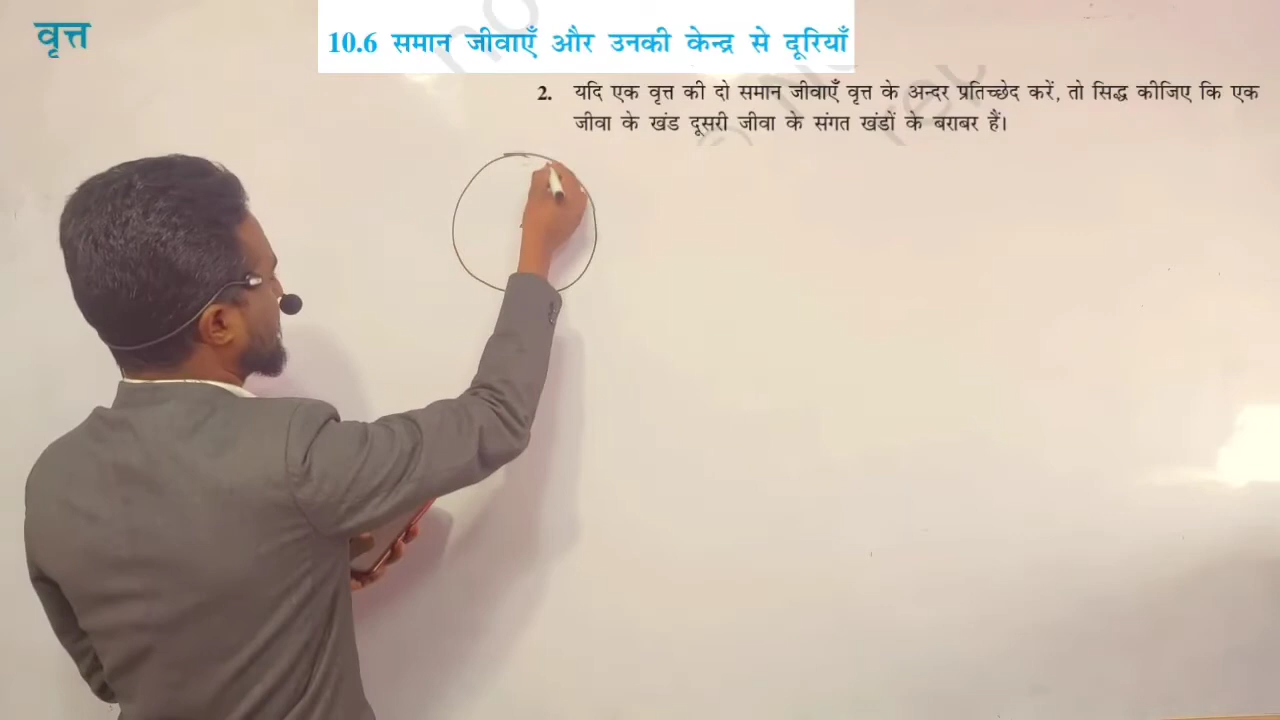 वृत्त
10.6 समान जीवाएँ और उनकी केन्द्र से दूरियाँ
2. यदि एक वृत्त की दो समान जीवाएँ वृत्त के अन्दर प्रतिच्छेद करें, तो सिद्ध कीजिए कि एक
जीवा के खंड दूसरी जीवा के संगत खंडों के बराबर हैं।